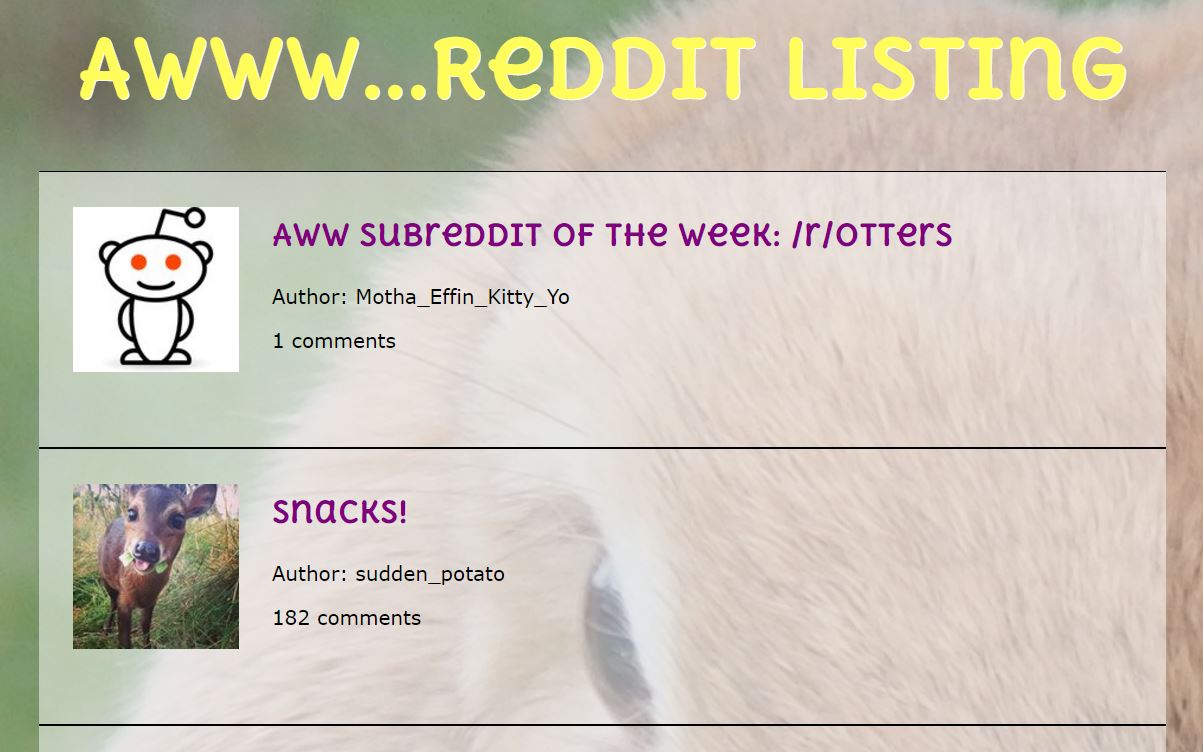 Awww...Reddit Listing
Aww Subreddit of the Week: /r/Otters
Author: Motha_Effin_Kitty_Yo
1 comments
snacks!
Author: sudden_potato
182 comments